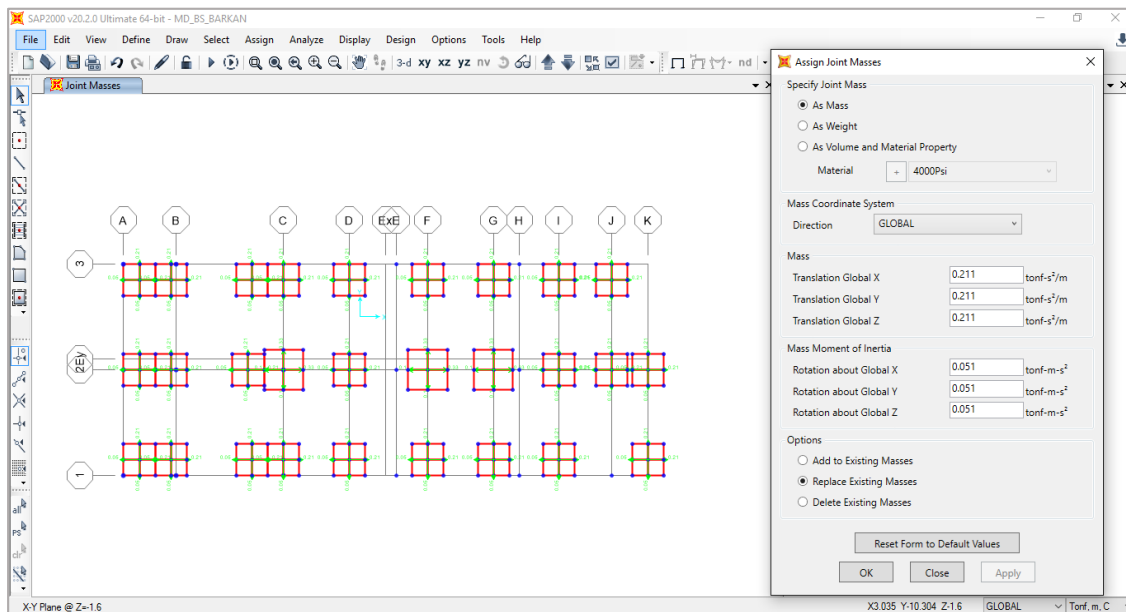 SAP2000 v20.2.0 Ultimate 64-bit - MD_BS_BARKAN
File Edit View Define Draw Select Assign Analyze Display Design Options Tools Help
3-d xy xz yz nv nd
Joint Masses
A B C D Ex E F G H I J K
3
2 Ey
1
all
PS
clr
X-Y Plane @ Z=-1.6
X3.035 Y-10.304 Z-1.6
GLOBAL
Tonf, m, C
Assign Joint Masses
Specify Joint Mass
As Mass
As Weight
As Volume and Material Property
Material + 4000Psi
Mass Coordinate System
Direction GLOBAL
Mass
Translation Global X 0.211 tonf-s²/m
Translation Global Y 0.211 tonf-s²/m
Translation Global Z 0.211 tonf-s²/m
Mass Moment of Inertia
Rotation about Global X 0.051 tonf-m-s²
Rotation about Global Y 0.051 tonf-m-s²
Rotation about Global Z 0.051 tonf-m-s²
Options
Add to Existing Masses
Replace Existing Masses
Delete Existing Masses
Reset Form to Default Values
OK Close Apply